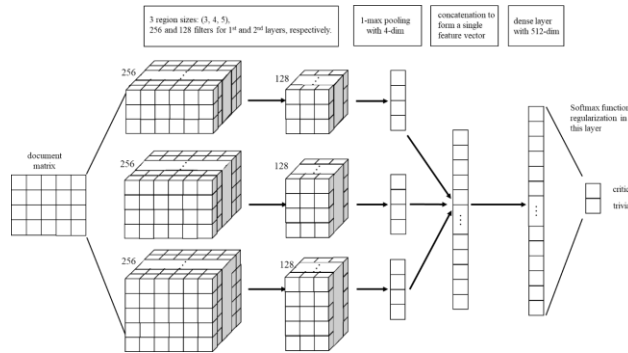 3 region sizes: (3, 4, 5),
256 and 128 filters for 1st and 2nd layers, respectively.
1-max pooling
with 4-dim
concatenation to
form a single
feature vector
dense layer
with 512-dim
256
128
Softmax function
regularization in
this layer
document
matrix
256
128
critic
trivia
256
128